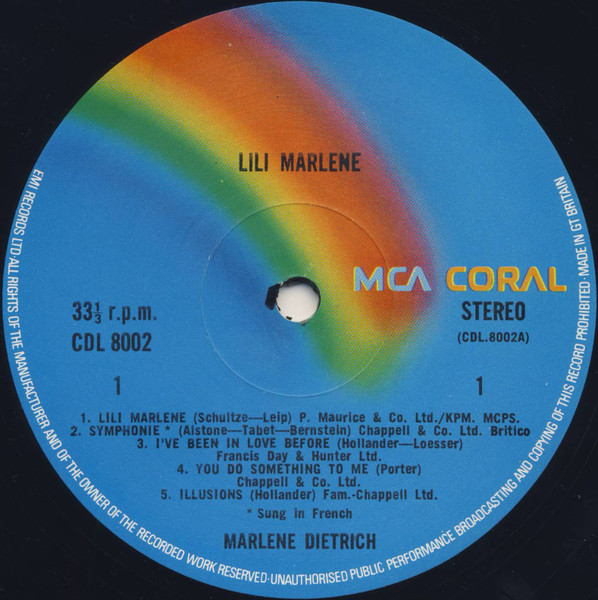 LILI MARLENE
MCA CORAL
33⅓ r.p.m.
CDL 8002
STEREO
(CDL.8002A)
1
1
1. LILI MARLENE (Schultze—Leip) P. Maurice & Co. Ltd./KPM. MCPS.
2. SYMPHONIE * (Alstone—Tabet—Bernstein) Chappell & Co. Ltd. Britico
3. I'VE BEEN IN LOVE BEFORE (Hollander—Loesser)
Francis Day & Hunter Ltd.
4. YOU DO SOMETHING TO ME (Porter)
Chappell & Co. Ltd.
5. ILLUSIONS (Hollander) Fam.-Chappell Ltd.
* Sung in French
MARLENE DIETRICH
EMI RECORDS LTD·ALL RIGHTS OF THE MANUFACTURER AND OF THE OWNER OF THE RECORDED WORK RESERVED·UNAUTHORISED PUBLIC PERFORMANCE BROADCASTING AND COPYING OF THIS RECORD PROHIBITED·MADE IN GT BRITAIN